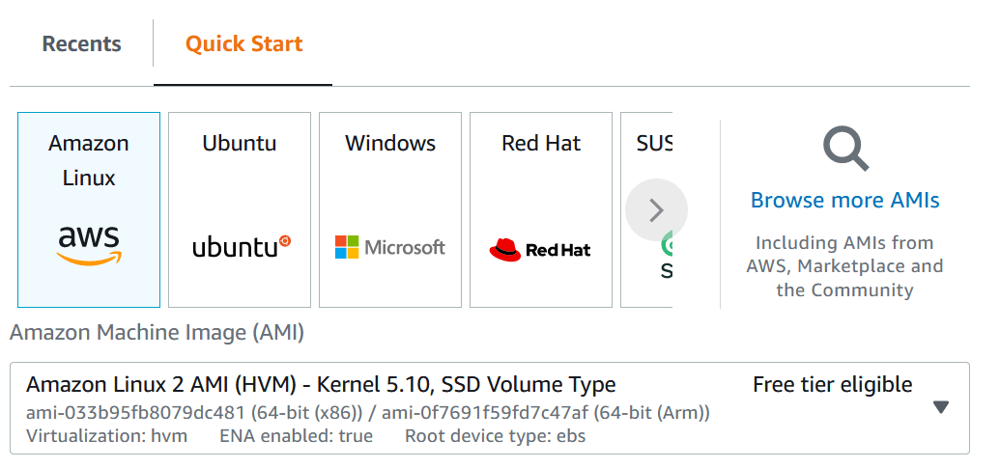 Recents
Quick Start
Amazon
Linux
aws
Ubuntu
ubuntu
Windows
Microsoft
Red Hat
Red Hat
SUS
S
Browse more AMIs
Including AMIs from
AWS, Marketplace and
the Community
Amazon Machine Image (AMI)
Amazon Linux 2 AMI (HVM) - Kernel 5.10, SSD Volume Type
Free tier eligible
ami-033b95fb8079dc481 (64-bit (x86)) / ami-0f7691f59fd7c47af (64-bit (Arm))
Virtualization: hvm ENA enabled: true Root device type: ebs